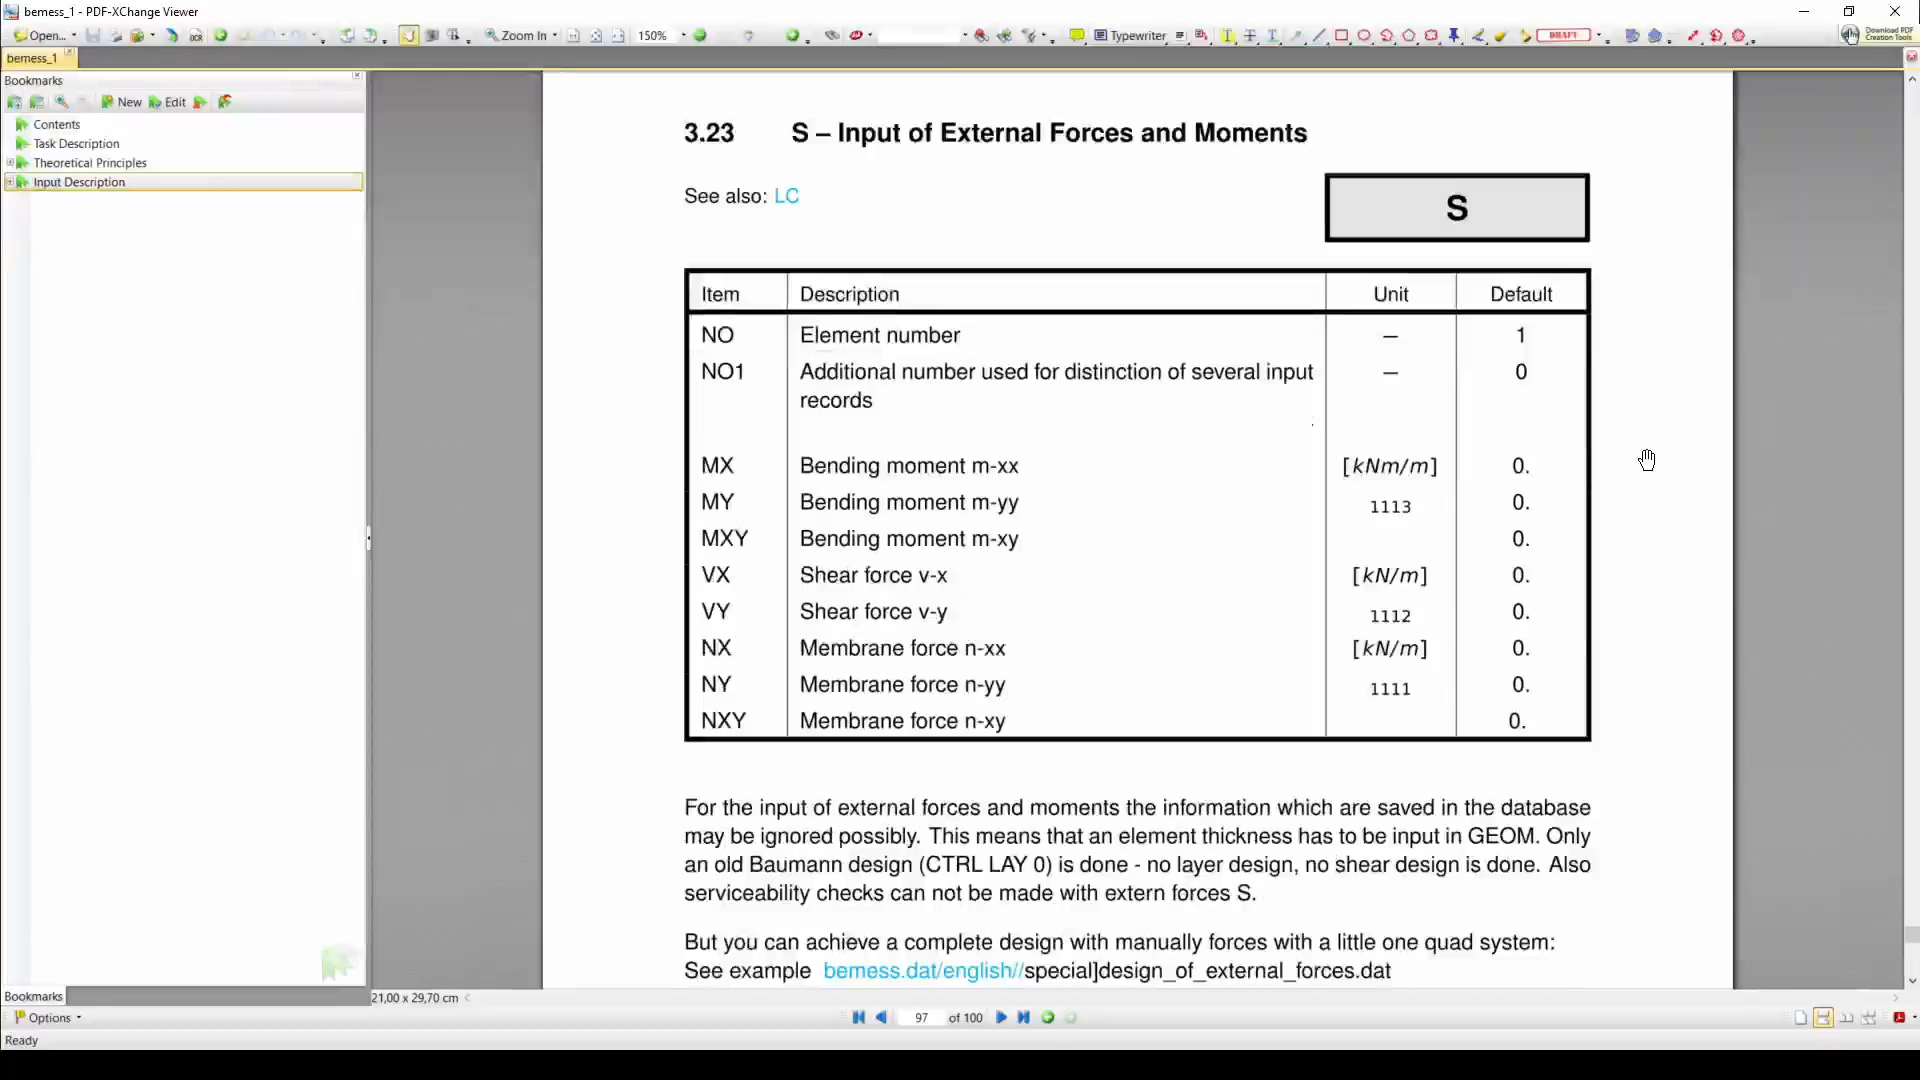 bemess_1 - PDF-XChange Viewer
Open...
OCR
Zoom In
150%
Typewriter
DRAFT
Download PDF
Creation Tools
bemess_1
Bookmarks
New
Edit
Contents
Task Description
Theoretical Principles
Input Description
3.23 S – Input of External Forces and Moments
See also: LC
S
Item Description Unit Default
NO Element number – 1
NO1 Additional number used for distinction of several input – 0
records
MX Bending moment m-xx [kNm/m] 0.
MY Bending moment m-yy 1113 0.
MXY Bending moment m-xy 0.
VX Shear force v-x [kN/m] 0.
VY Shear force v-y 1112 0.
NX Membrane force n-xx [kN/m] 0.
NY Membrane force n-yy 1111 0.
NXY Membrane force n-xy 0.
For the input of external forces and moments the information which are saved in the database
may be ignored possibly. This means that an element thickness has to be input in GEOM. Only
an old Baumann design (CTRL LAY 0) is done - no layer design, no shear design is done. Also
serviceability checks can not be made with extern forces S.
But you can achieve a complete design with manually forces with a little one quad system:
See example bemess.dat/english//special]design_of_external_forces.dat
Bookmarks
21,00 x 29,70 cm
Options
97 of 100
Ready